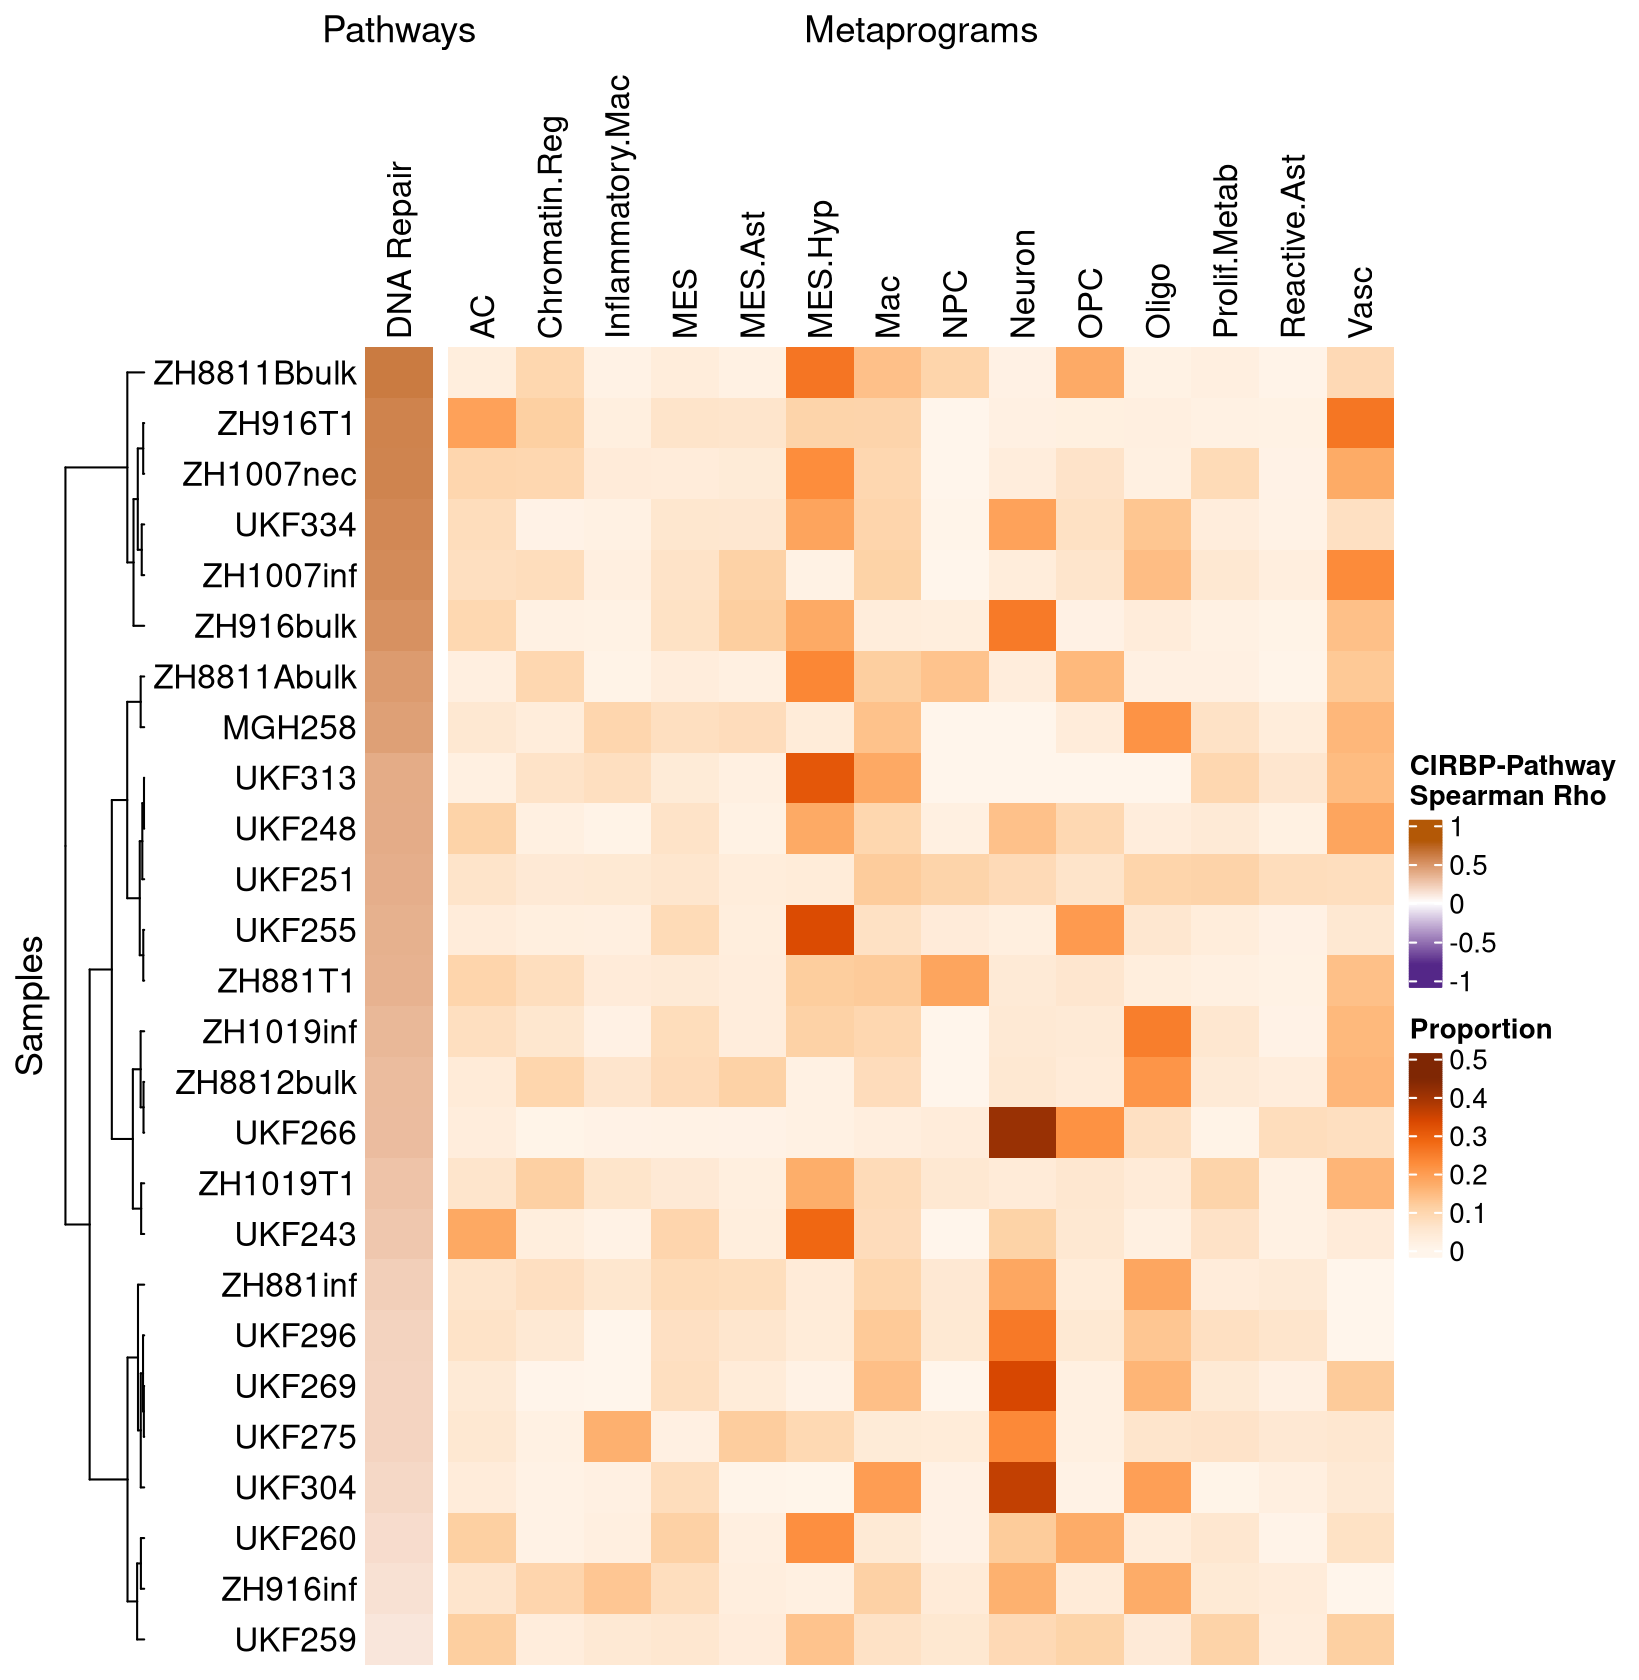 Pathways
Metaprograms
DNA Repair
AC
Chromatin.Reg
Inflammatory.Mac
MES
MES.Ast
MES.Hyp
Mac
NPC
Neuron
OPC
Oligo
Prolif.Metab
Reactive.Ast
Vasc
Samples
ZH8811Bbulk
ZH916T1
ZH1007nec
UKF334
ZH1007inf
ZH916bulk
ZH8811Abulk
MGH258
UKF313
UKF248
UKF251
UKF255
ZH881T1
ZH1019inf
ZH8812bulk
UKF266
ZH1019T1
UKF243
ZH881inf
UKF296
UKF269
UKF275
UKF304
UKF260
ZH916inf
UKF259
CIRBP-Pathway
Spearman Rho
1
0.5
0
-0.5
-1
Proportion
0.5
0.4
0.3
0.2
0.1
0